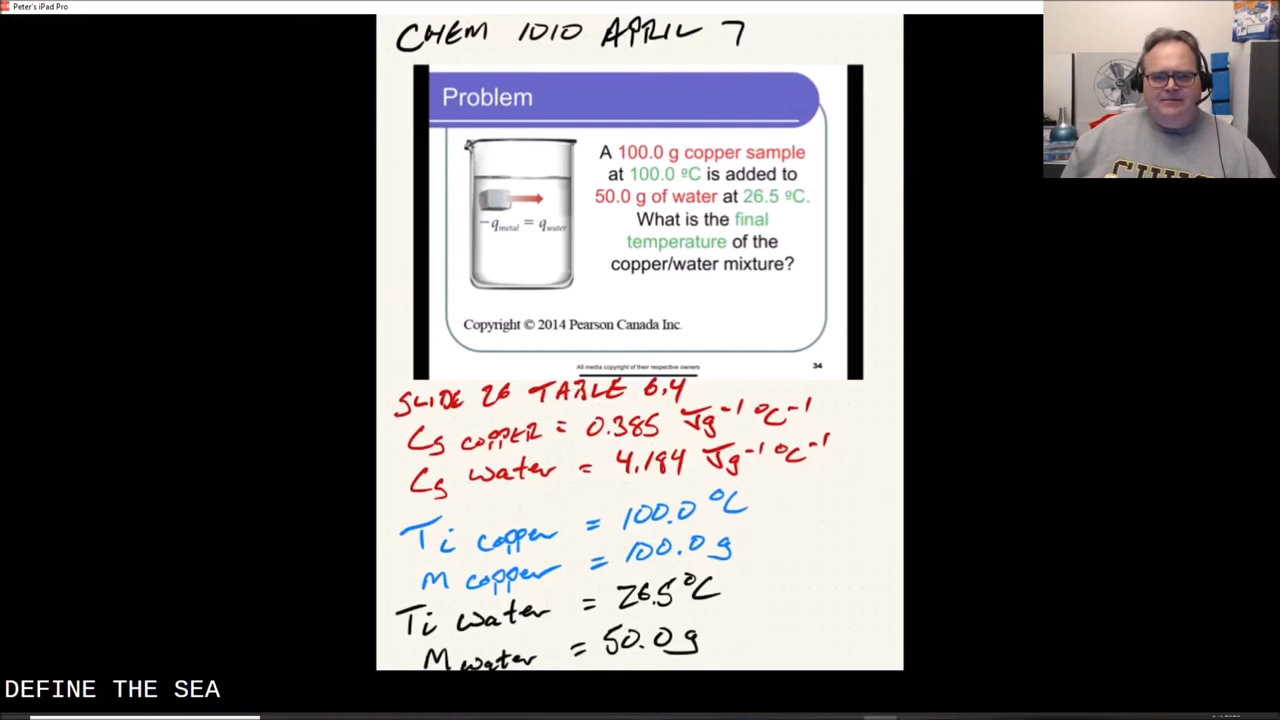 Peter's iPad Pro
CHEM 1010 APRIL 7
Problem
A 100.0 g copper sample
at 100.0 ºC is added to
50.0 g of water at 26.5 ºC.
What is the final
temperature of the
copper/water mixture?
−qmetal = qwater
Copyright © 2014 Pearson Canada Inc.
All media copyright of their respective owners
34
SLIDE 26 TABLE 6.4
Cs copper = 0.385 Jg⁻¹ °C⁻¹
Cs water = 4.184 Jg⁻¹ °C⁻¹
Ti copper = 100.0 °C
M copper = 100.0 g
Ti water = 26.5 °C
M water = 50.0 g
DEFINE THE SEA